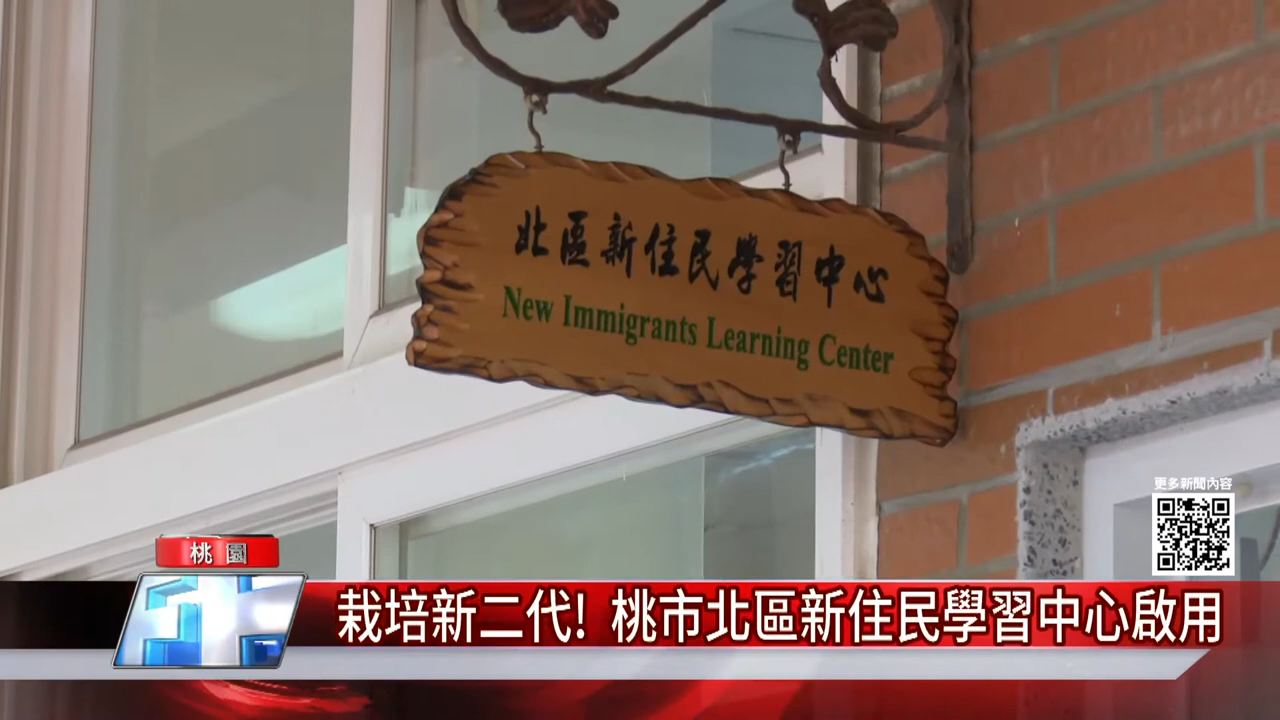 北區新住民學習中心
New Immigrants Learning Center
更多新聞內容
桃園
栽培新二代! 桃市北區新住民學習中心啟用